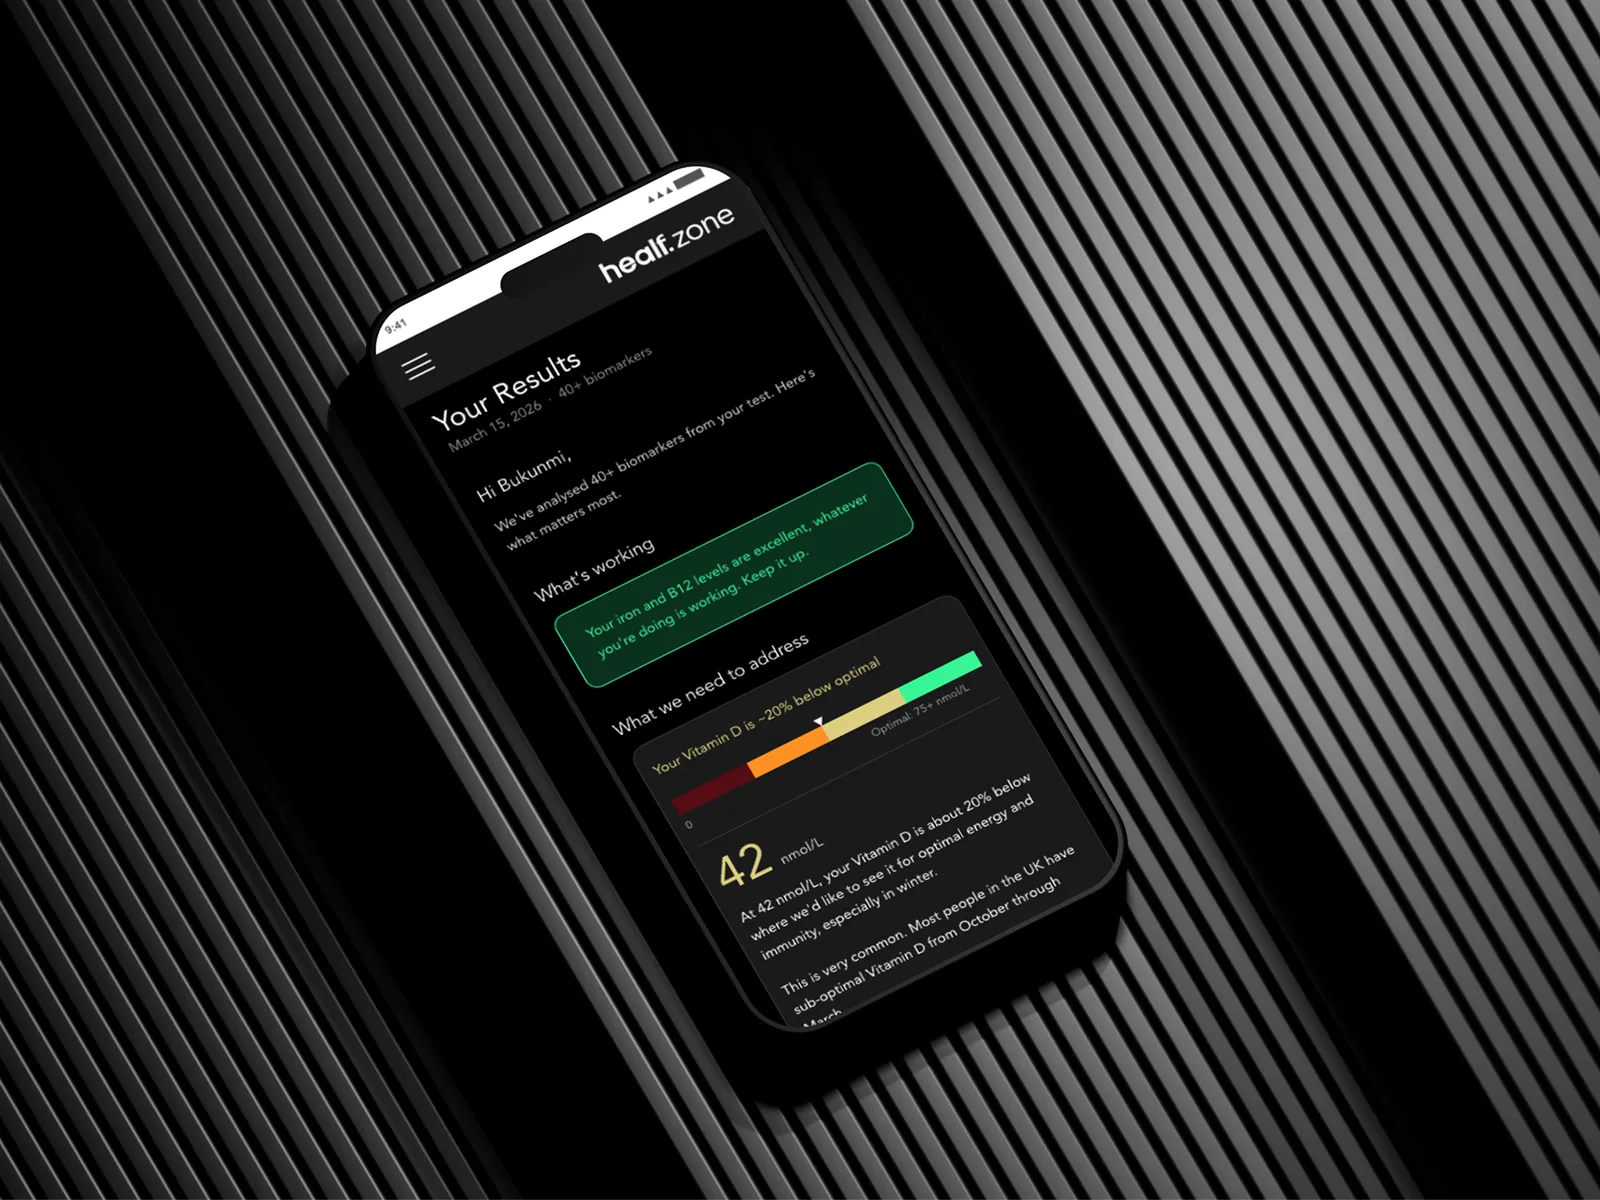 9:41
healf.zone
Your Results
March 15, 2026 · 40+ biomarkers
Hi Bukunmi,
We've analysed 40+ biomarkers from your test. Here's
what matters most.
What's working
Your iron and B12 levels are excellent, whatever
you're doing is working. Keep it up.
What we need to address
Your Vitamin D is ~20% below optimal
0
Optimal: 75+ nmol/L
42 nmol/L
At 42 nmol/L, your Vitamin D is about 20% below
where we'd like to see it for optimal energy and
immunity, especially in winter.
This is very common. Most people in the UK have
sub-optimal Vitamin D from October through
March.